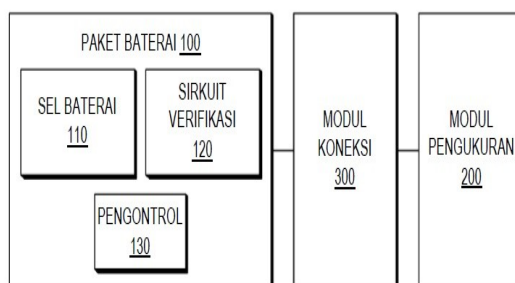 PAKET BATERAI 100
SEL BATERAI
110
SIRKUIT
VERIFIKASI
120
PENGONTROL
130
MODUL
KONEKSI
300
MODUL
PENGUKURAN
200